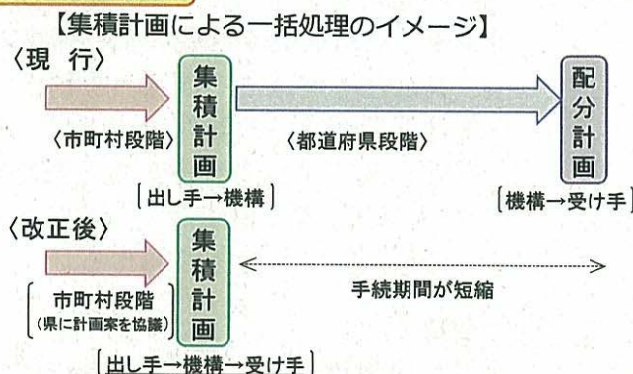 【集積計画による一括処理のイメージ】
〈現 行〉
集積計画
配分計画
〈市町村段階〉
〈都道府県段階〉
［出し手→機構］
［機構→受け手］
〈改正後〉
集積計画
市町村段階
（県に計画案を協議）
手続期間が短縮
［出し手→機構→受け手］